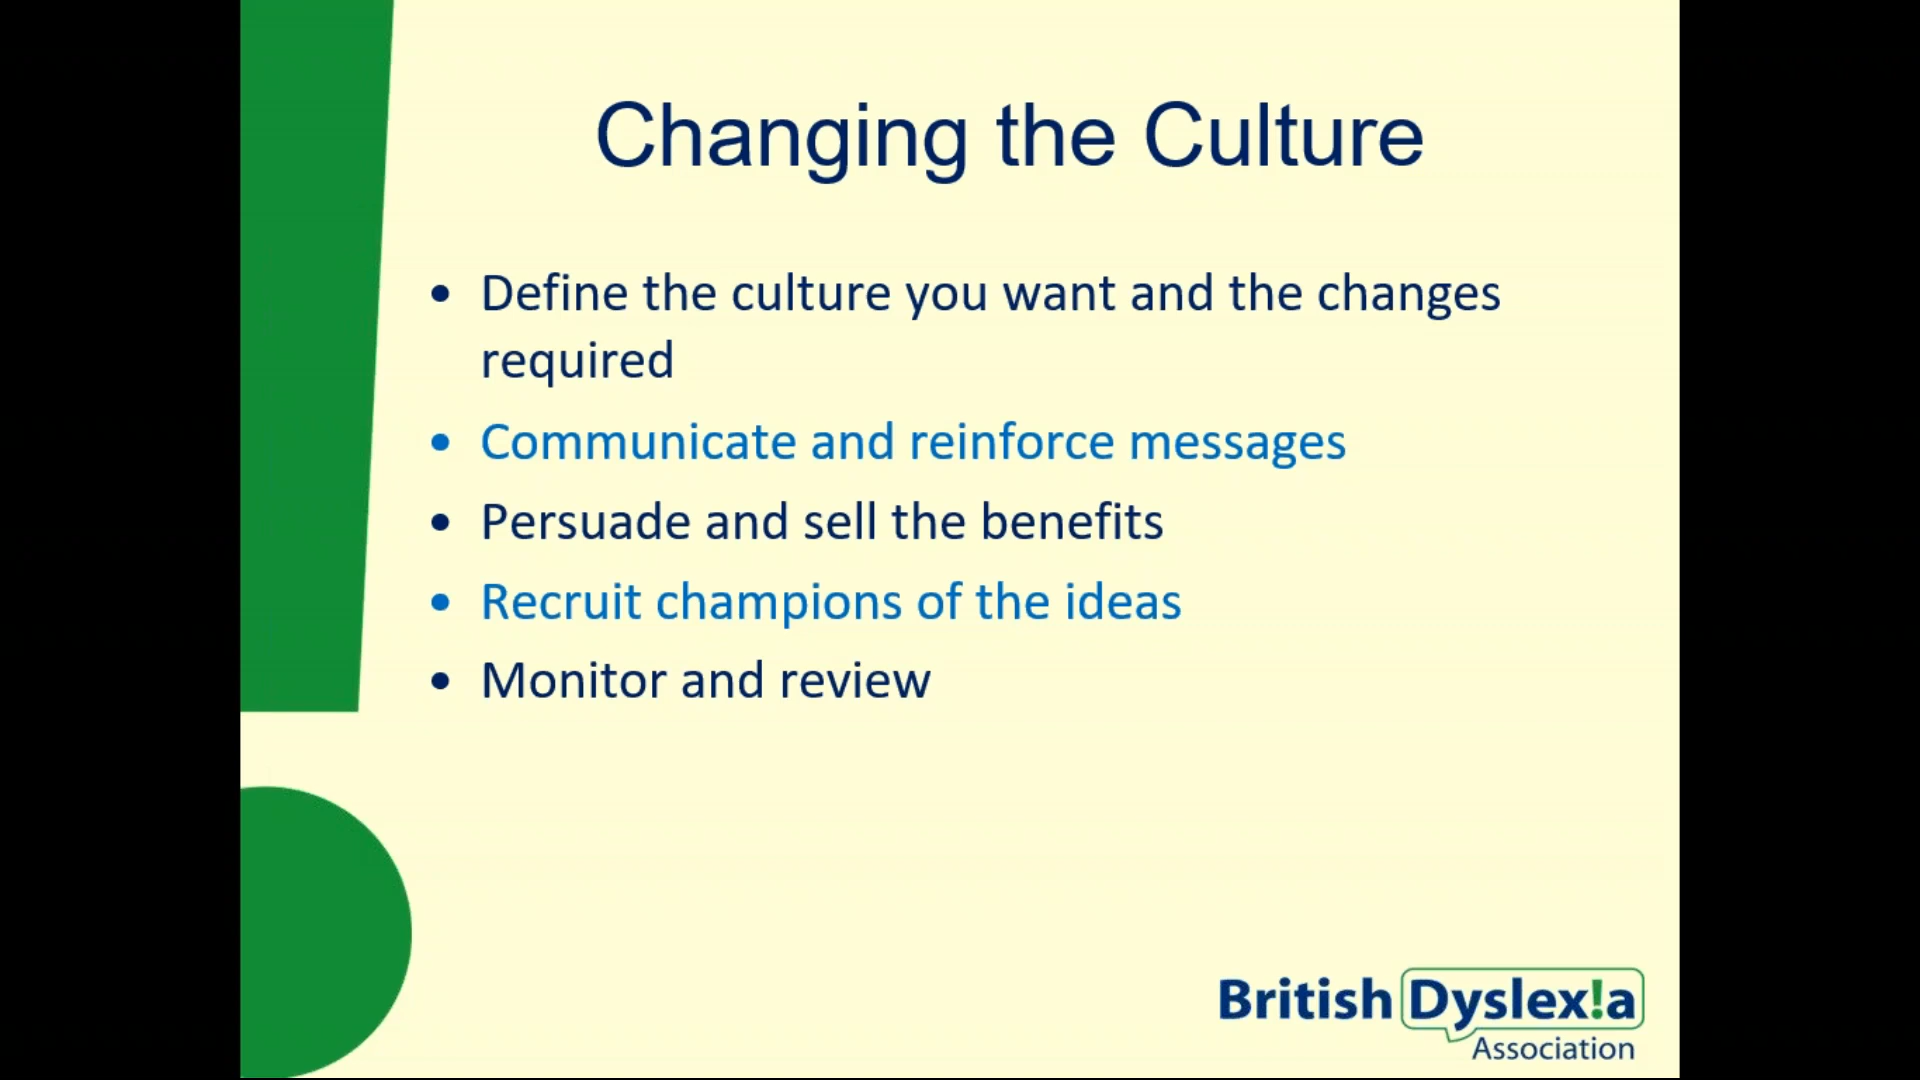 Changing the Culture
• Define the culture you want and the changes
required
• Communicate and reinforce messages
• Persuade and sell the benefits
• Recruit champions of the ideas
• Monitor and review
British Dyslex!a
Association